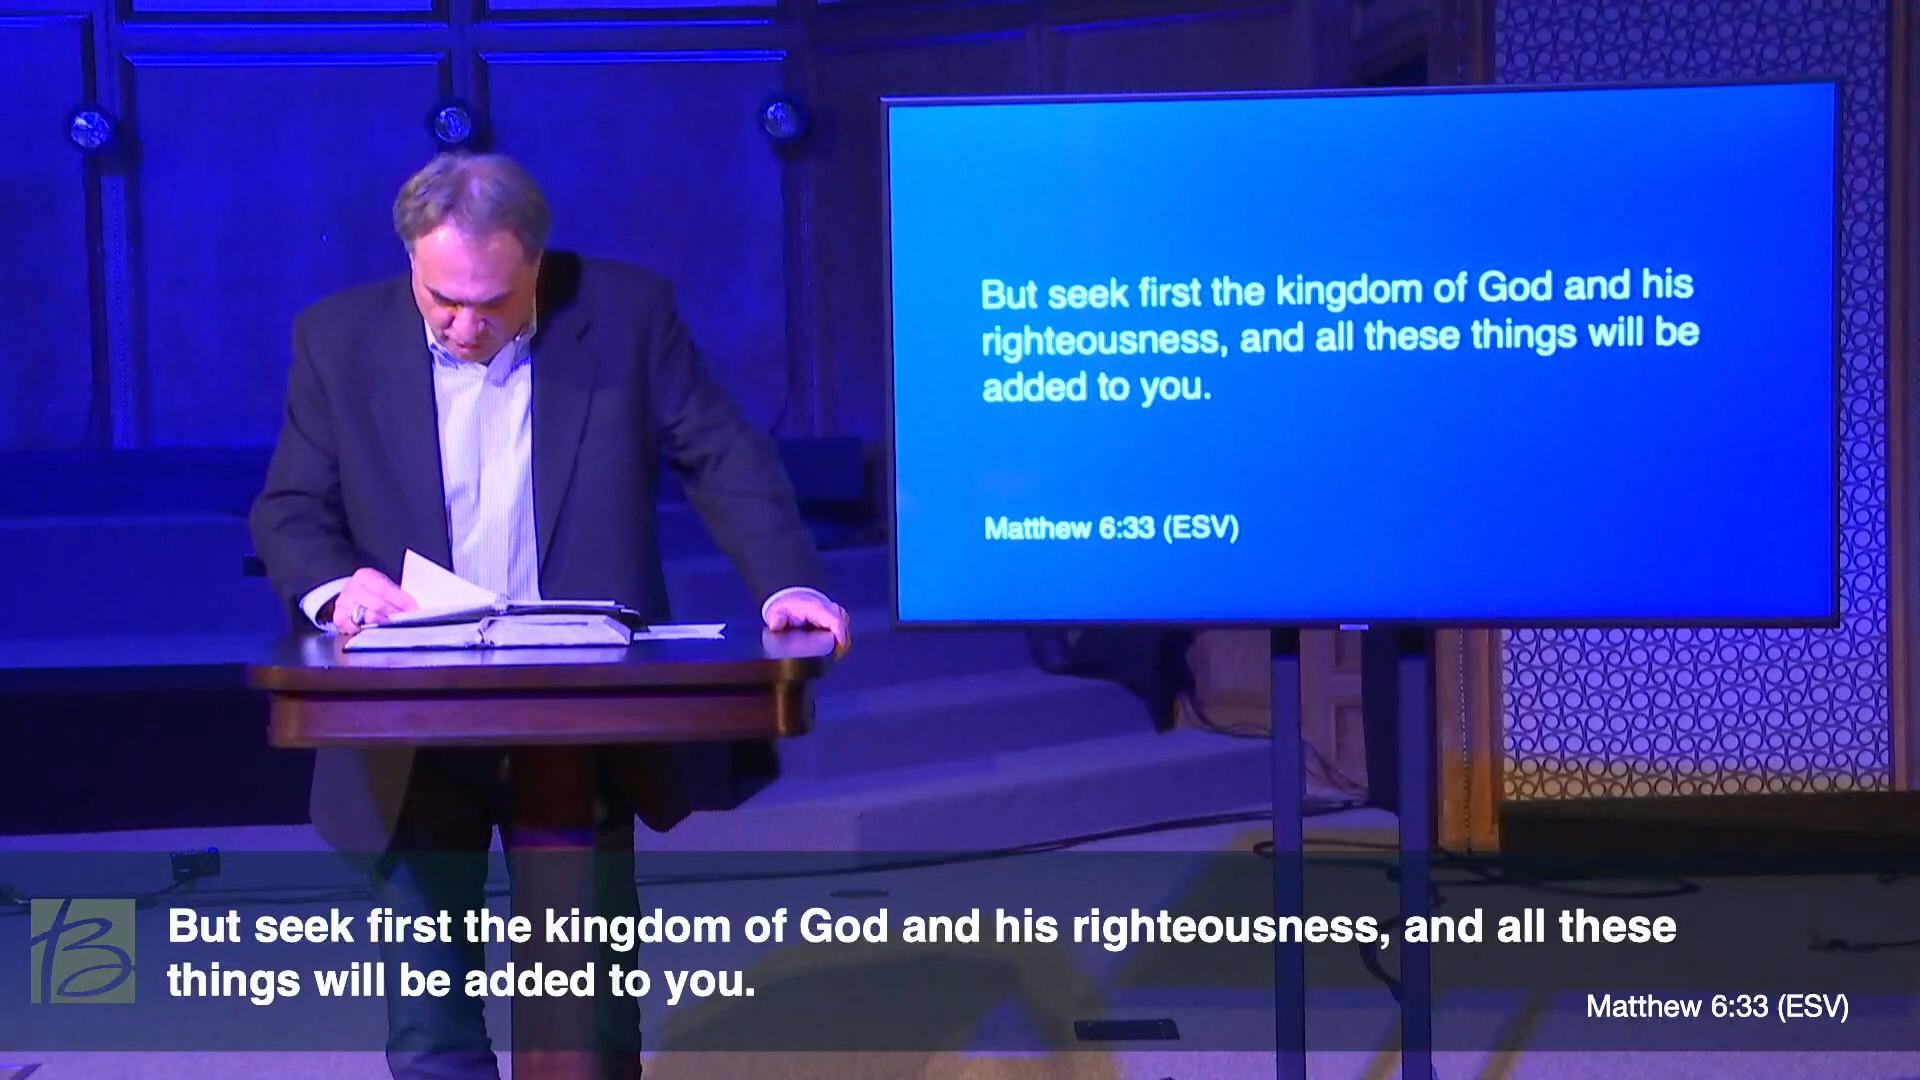 But seek first the kingdom of God and his
righteousness, and all these things will be
added to you.
Matthew 6:33 (ESV)
B
But seek first the kingdom of God and his righteousness, and all these
things will be added to you.
Matthew 6:33 (ESV)